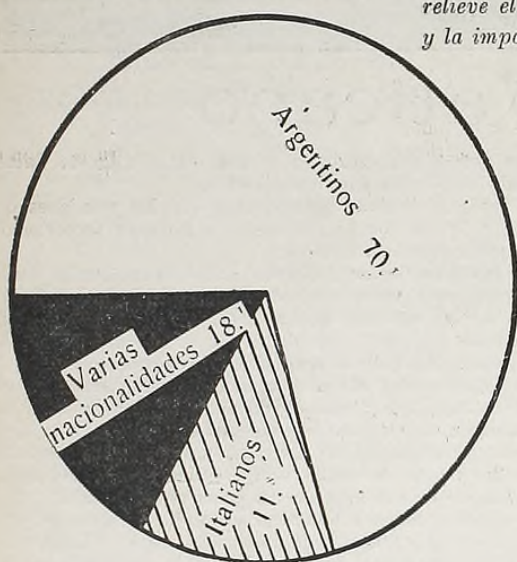 relieve el
y la impo
Argentinos 70.
Varias
nacionalidades 18.
Italianos
11.